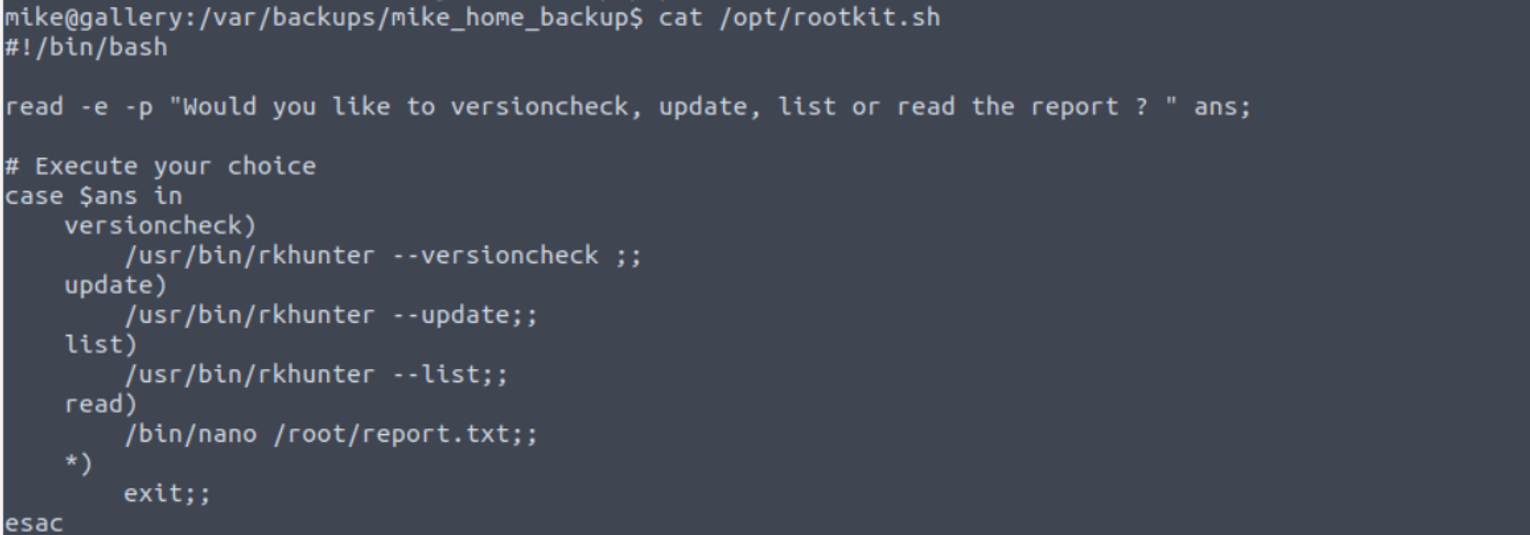 mike@gallery:/var/backups/mike_home_backup$ cat /opt/rootkit.sh
#!/bin/bash

read -e -p "Would you like to versioncheck, update, list or read the report ? " ans;

# Execute your choice
case $ans in
    versioncheck)
        /usr/bin/rkhunter --versioncheck ;;
    update)
        /usr/bin/rkhunter --update;;
    list)
        /usr/bin/rkhunter --list;;
    read)
        /bin/nano /root/report.txt;;
    *)
        exit;;
esac